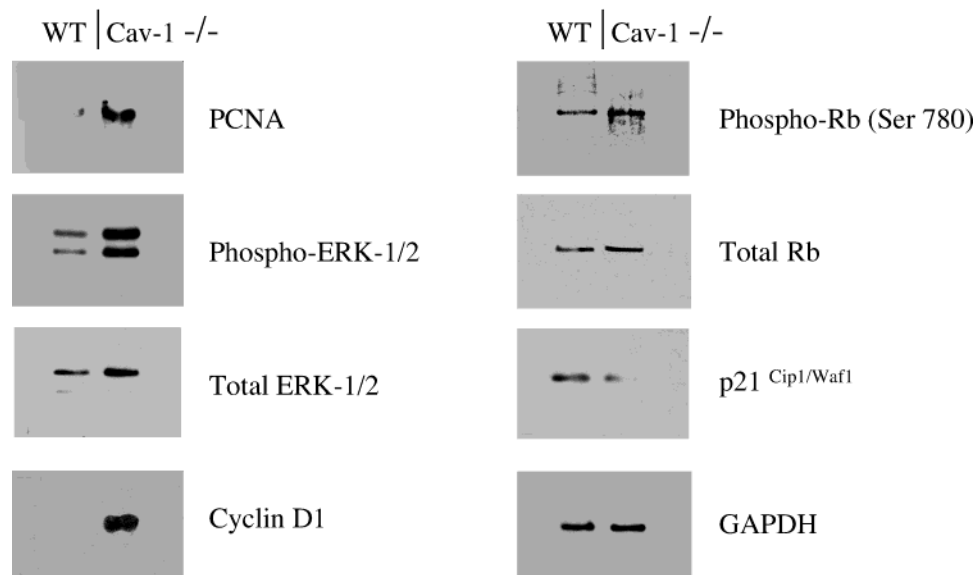 WT | Cav-1 -/-
PCNA
Phospho-ERK-1/2
Total ERK-1/2
Cyclin D1
WT | Cav-1 -/-
Phospho-Rb (Ser 780)
Total Rb
p21 Cip1/Waf1
GAPDH